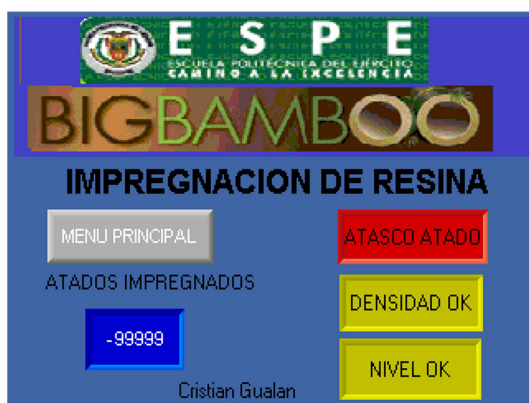 E S P E
ESCUELA POLITÉCNICA DEL EJÉRCITO
CAMINO A LA EXCELENCIA
BIGBAMBOO
IMPREGNACION DE RESINA
MENU PRINCIPAL
ATASCO ATADO
ATADOS IMPREGNADOS
DENSIDAD OK
-99999
NIVEL OK
Cristian Gualan